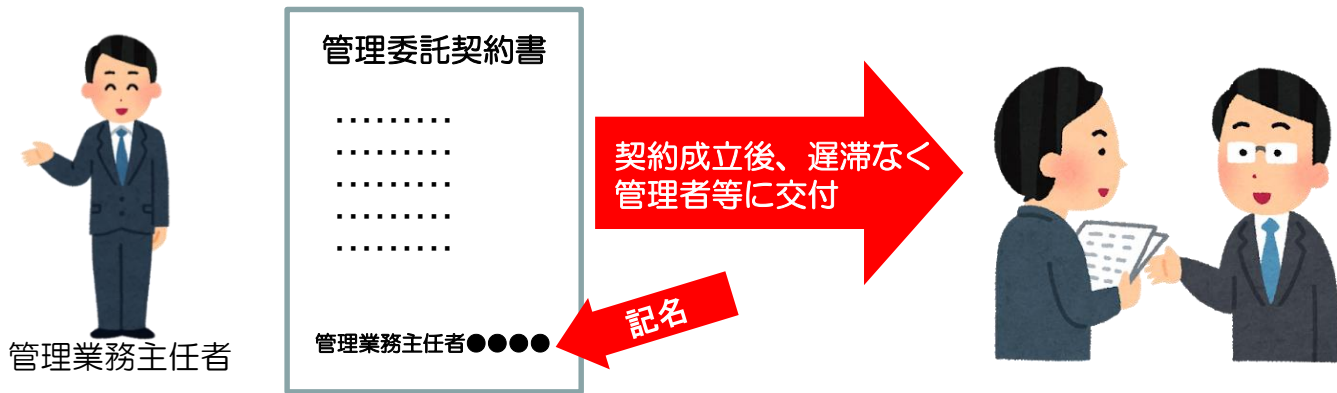 管理委託契約書
………
………
………
………
………
管理業務主任者●●●●
記名
契約成立後、遅滞なく
管理者等に交付
管理業務主任者